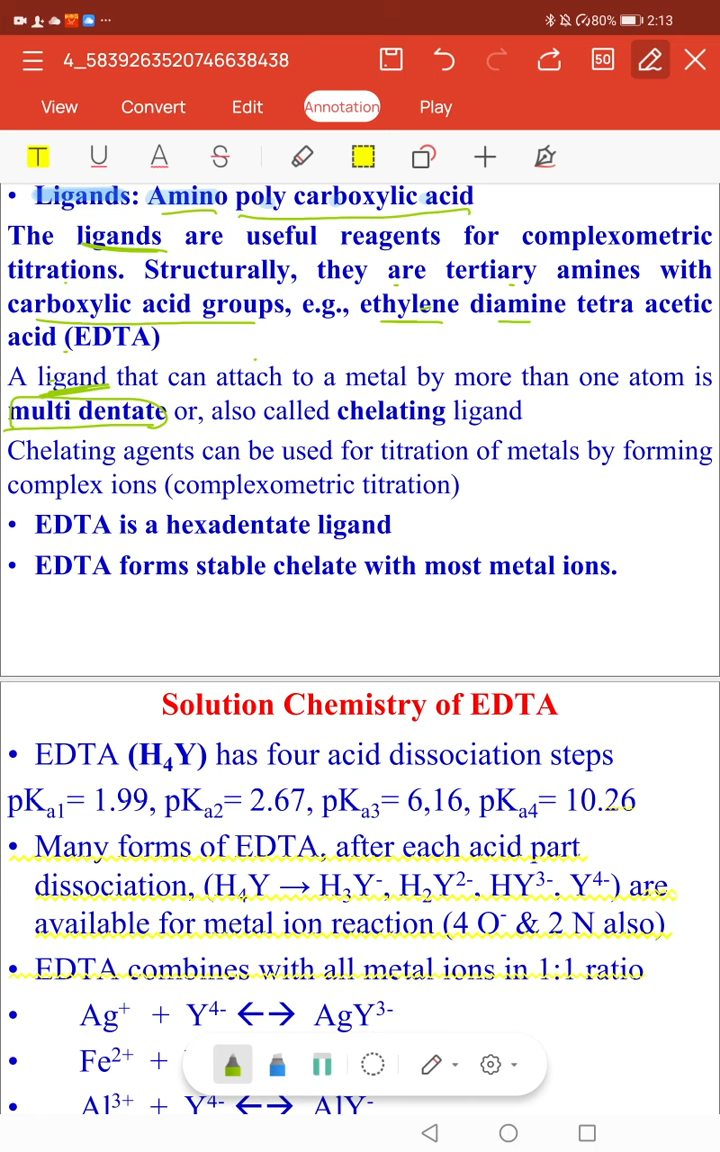 80% 2:13
4_5839263520746638438 50
View Convert Edit Annotation Play
T U A S
• Ligands: Amino poly carboxylic acid
The ligands are useful reagents for complexometric
titrations. Structurally, they are tertiary amines with
carboxylic acid groups, e.g., ethylene diamine tetra acetic
acid (EDTA)
A ligand that can attach to a metal by more than one atom is
multi dentate or, also called chelating ligand
Chelating agents can be used for titration of metals by forming
complex ions (complexometric titration)
• EDTA is a hexadentate ligand
• EDTA forms stable chelate with most metal ions.
Solution Chemistry of EDTA
• EDTA (H₄Y) has four acid dissociation steps
pKₐ₁= 1.99, pKₐ₂= 2.67, pKₐ₃= 6,16, pKₐ₄= 10.26
• Many forms of EDTA, after each acid part
dissociation, (H₄Y → H₃Y⁻, H₂Y²⁻, HY³⁻, Y⁴⁻) are
available for metal ion reaction (4 O⁻ & 2 N also)
• EDTA combines with all metal ions in 1:1 ratio
• Ag⁺ + Y⁴⁻ ←→ AgY³⁻
• Fe²⁺ +
• Al³⁺ + Y⁴⁻ ←→ AlY⁻